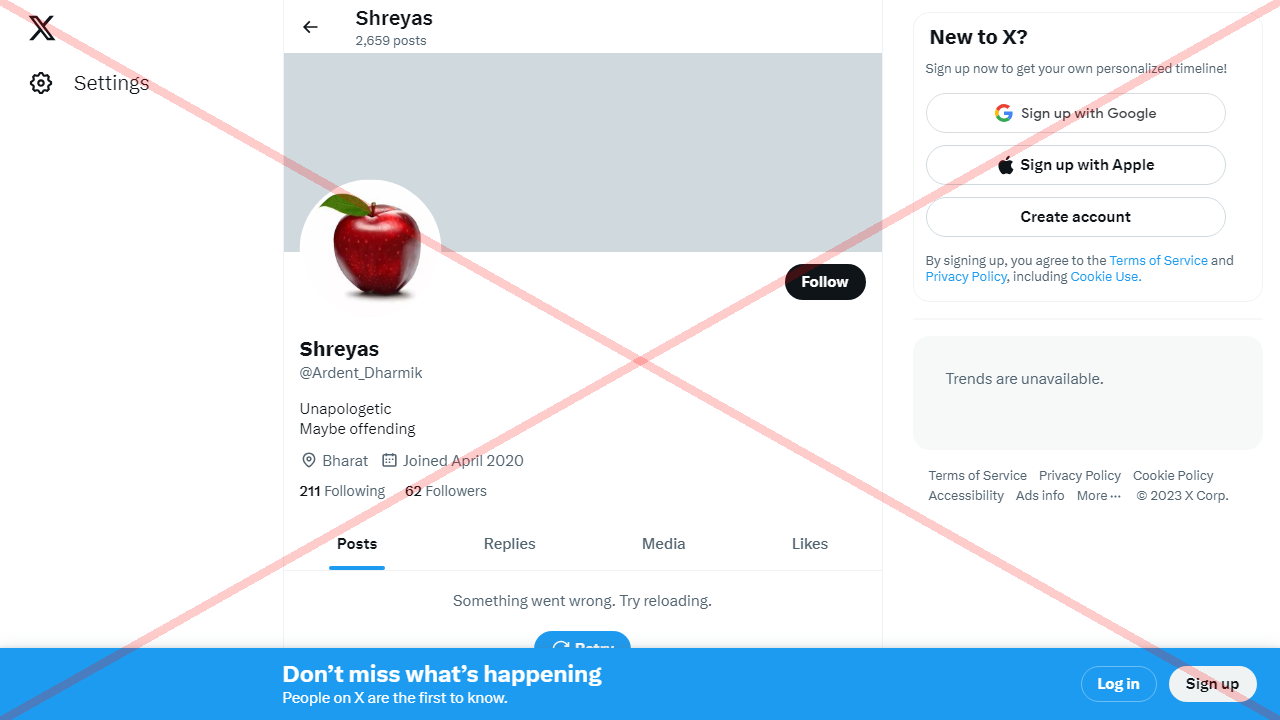 Settings
Shreyas
2,659 posts
Follow
Shreyas
@Ardent_Dharmik
Unapologetic
Maybe offending
Bharat Joined April 2020
211 Following 62 Followers
Posts Replies Media Likes
Something went wrong. Try reloading.
Retry
New to X?
Sign up now to get your own personalized timeline!
Sign up with Google
Sign up with Apple
Create account
By signing up, you agree to the Terms of Service and
Privacy Policy, including Cookie Use.
Trends are unavailable.
Terms of Service Privacy Policy Cookie Policy
Accessibility Ads info More ··· © 2023 X Corp.
Don’t miss what’s happening
People on X are the first to know.
Log in Sign up